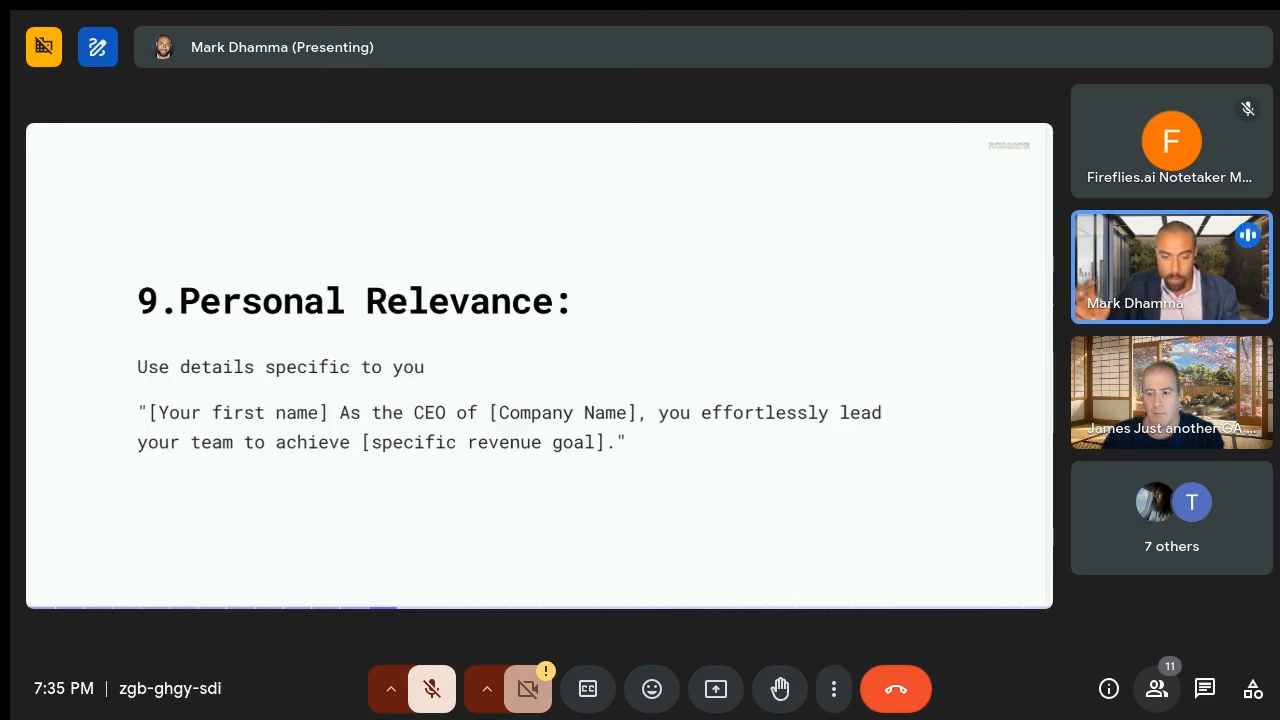 Mark Dhamma (Presenting)
9.Personal Relevance:
Use details specific to you
"[Your first name] As the CEO of [Company Name], you effortlessly lead
your team to achieve [specific revenue goal]."
F
Fireflies.ai Notetaker M...
Mark Dhamma
James Just another GA ...
T
7 others
7:35 PM
zgb-ghgy-sdi
CC
11